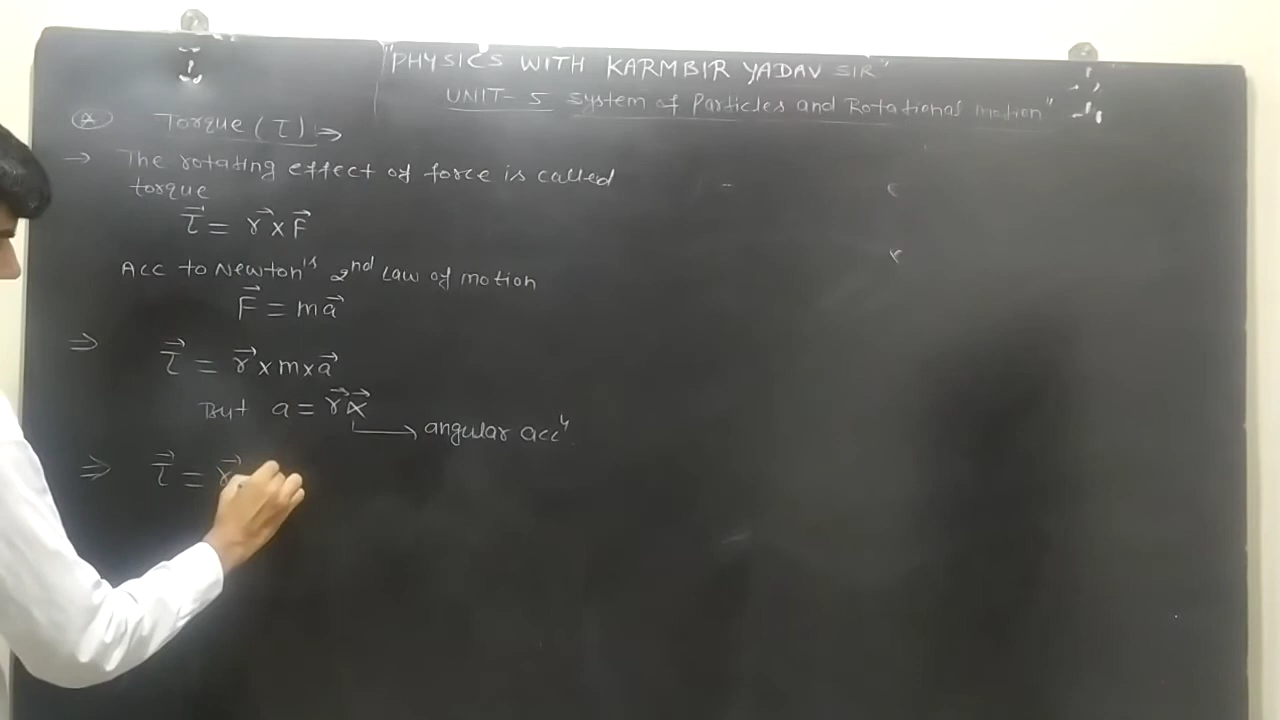 "PHYSICS WITH KARMBIR YADAV SIR"
UNIT- 5 System of Particles and Rotational Motion"
Torque (τ) ⇒
→ The rotating effect of force is called
torque
τ⃗ = r⃗ × F⃗
Acc to Newton's 2nd Law of motion
F⃗ = ma⃗
⇒ τ⃗ = r⃗ × m × a⃗
But a = r⃗ α⃗
→ angular accⁿ
⇒ τ⃗ = r⃗